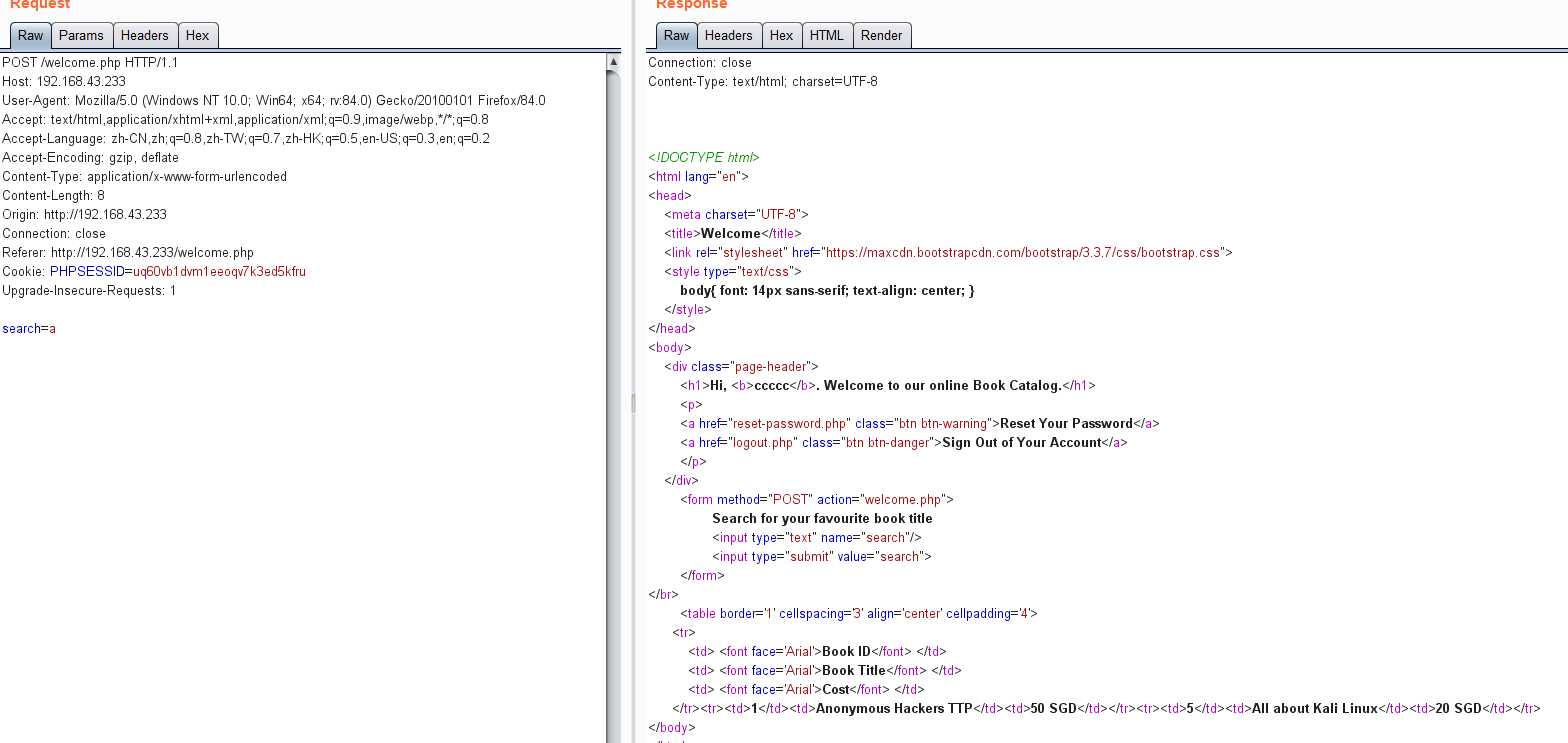 Request
Raw Params Headers Hex
POST /welcome.php HTTP/1.1
Host: 192.168.43.233
User-Agent: Mozilla/5.0 (Windows NT 10.0; Win64; x64; rv:84.0) Gecko/20100101 Firefox/84.0
Accept: text/html,application/xhtml+xml,application/xml;q=0.9,image/webp,*/*;q=0.8
Accept-Language: zh-CN,zh;q=0.8,zh-TW;q=0.7,zh-HK;q=0.5,en-US;q=0.3,en;q=0.2
Accept-Encoding: gzip, deflate
Content-Type: application/x-www-form-urlencoded
Content-Length: 8
Origin: http://192.168.43.233
Connection: close
Referer: http://192.168.43.233/welcome.php
Cookie: PHPSESSID=uq60vb1dvm1eeoqv7k3ed5kfru
Upgrade-Insecure-Requests: 1
search=a
Response
Raw Headers Hex HTML Render
Connection: close
Content-Type: text/html; charset=UTF-8
<!DOCTYPE html>
<html lang="en">
<head>
<meta charset="UTF-8">
<title>Welcome</title>
<link rel="stylesheet" href="https://maxcdn.bootstrapcdn.com/bootstrap/3.3.7/css/bootstrap.css">
<style type="text/css">
body{ font: 14px sans-serif; text-align: center; }
</style>
</head>
<body>
<div class="page-header">
<h1>Hi, <b>ccccc</b>. Welcome to our online Book Catalog.</h1>
<p>
<a href="reset-password.php" class="btn btn-warning">Reset Your Password</a>
<a href="logout.php" class="btn btn-danger">Sign Out of Your Account</a>
</p>
</div>
<form method="POST" action="welcome.php">
Search for your favourite book title
<input type="text" name="search"/>
<input type="submit" value="search">
</form>
</br>
<table border='1' cellspacing='3' align='center' cellpadding='4'>
<tr>
<td> <font face='Arial'>Book ID</font> </td>
<td> <font face='Arial'>Book Title</font> </td>
<td> <font face='Arial'>Cost</font> </td>
</tr><tr><td>1</td><td>Anonymous Hackers TTP</td><td>50 SGD</td></tr><tr><td>5</td><td>All about Kali Linux</td><td>20 SGD</td></tr>
</body>